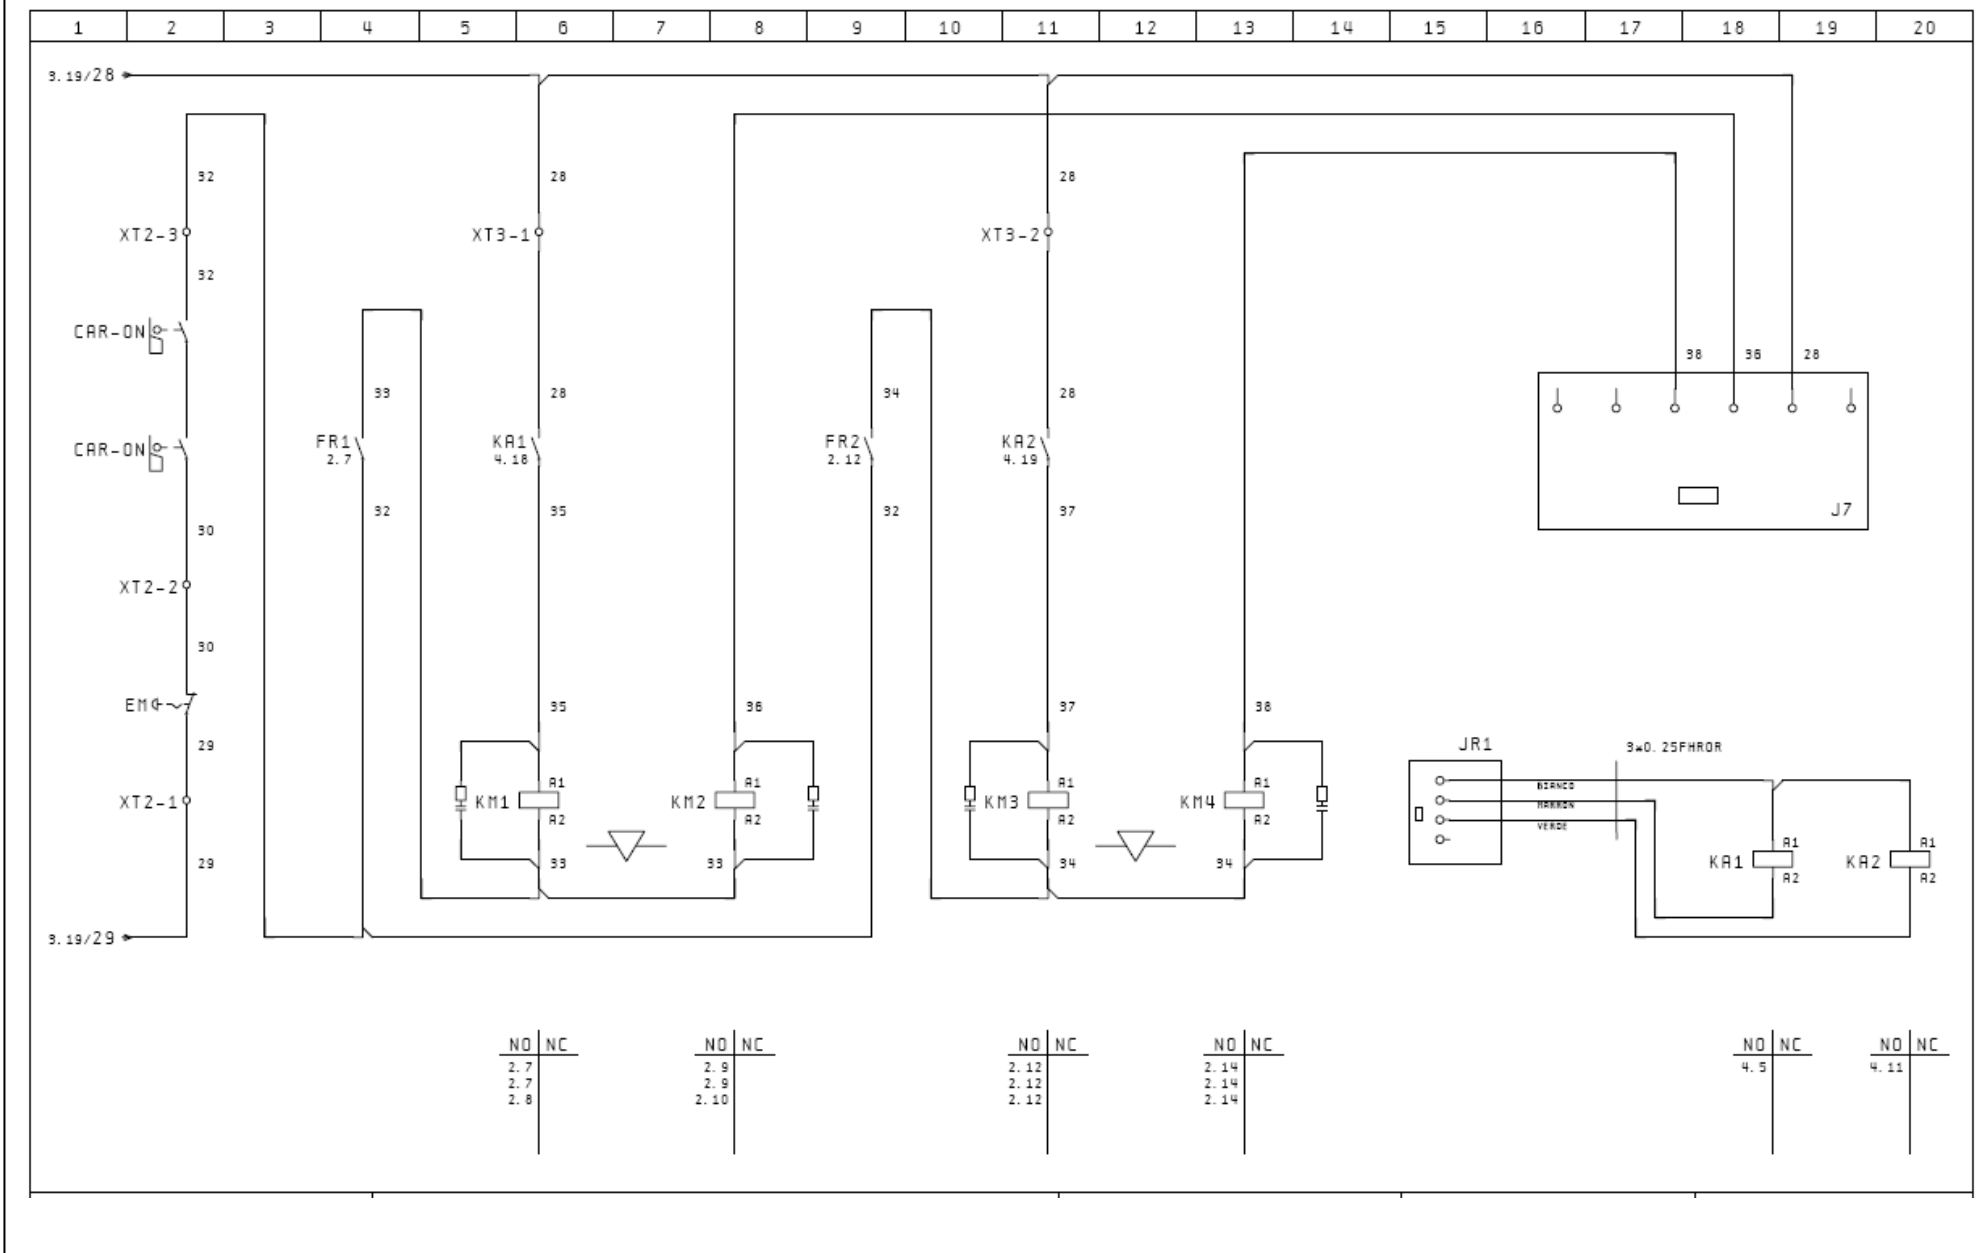 1 2 3 4 5 6 7 8 9 10 11 12 13 14 15 16 17 18 19 20
3.19/28
32 28 28
XT2-3 XT3-1 XT3-2
32
CAR-ON
38 36 28
33 28 34 28
CAR-ON FR1 KA1 FR2 KA2
2.7 4.18 2.12 4.19
32 35 32 37 J7
30
XT2-2
30
EM 35 36 37 38
29 JR1 3*0.25FHROR
A1 A1 A1 A1 BIANCO
XT2-1 KM1 KM2 KM3 KM4 MARRON
A2 A2 A2 A2 VERDE
A1 A1
29 33 33 34 34 KA1 KA2
A2 A2
3.19/29
NO NC NO NC NO NC NO NC NO NC NO NC
2.7 2.9 2.12 2.14 4.5 4.11
2.7 2.9 2.12 2.14
2.8 2.10 2.12 2.14